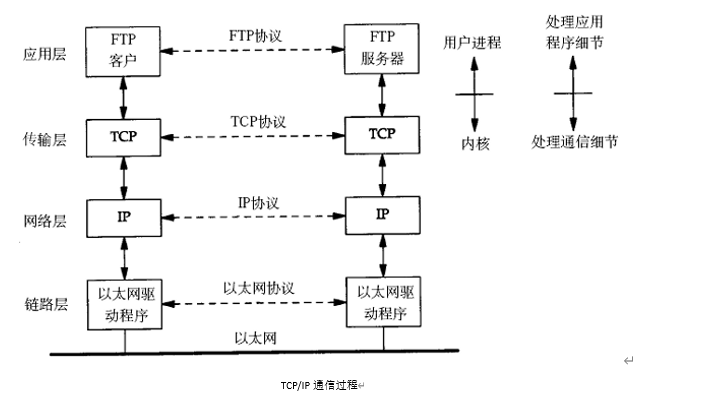 应用层
FTP
客户
FTP协议
FTP
服务器
用户进程
处理应用
程序细节
传输层
TCP
TCP协议
TCP
内核
处理通信细节
网络层
IP
IP协议
IP
链路层
以太网驱
动程序
以太网协议
以太网驱
动程序
以太网
TCP/IP 通信过程